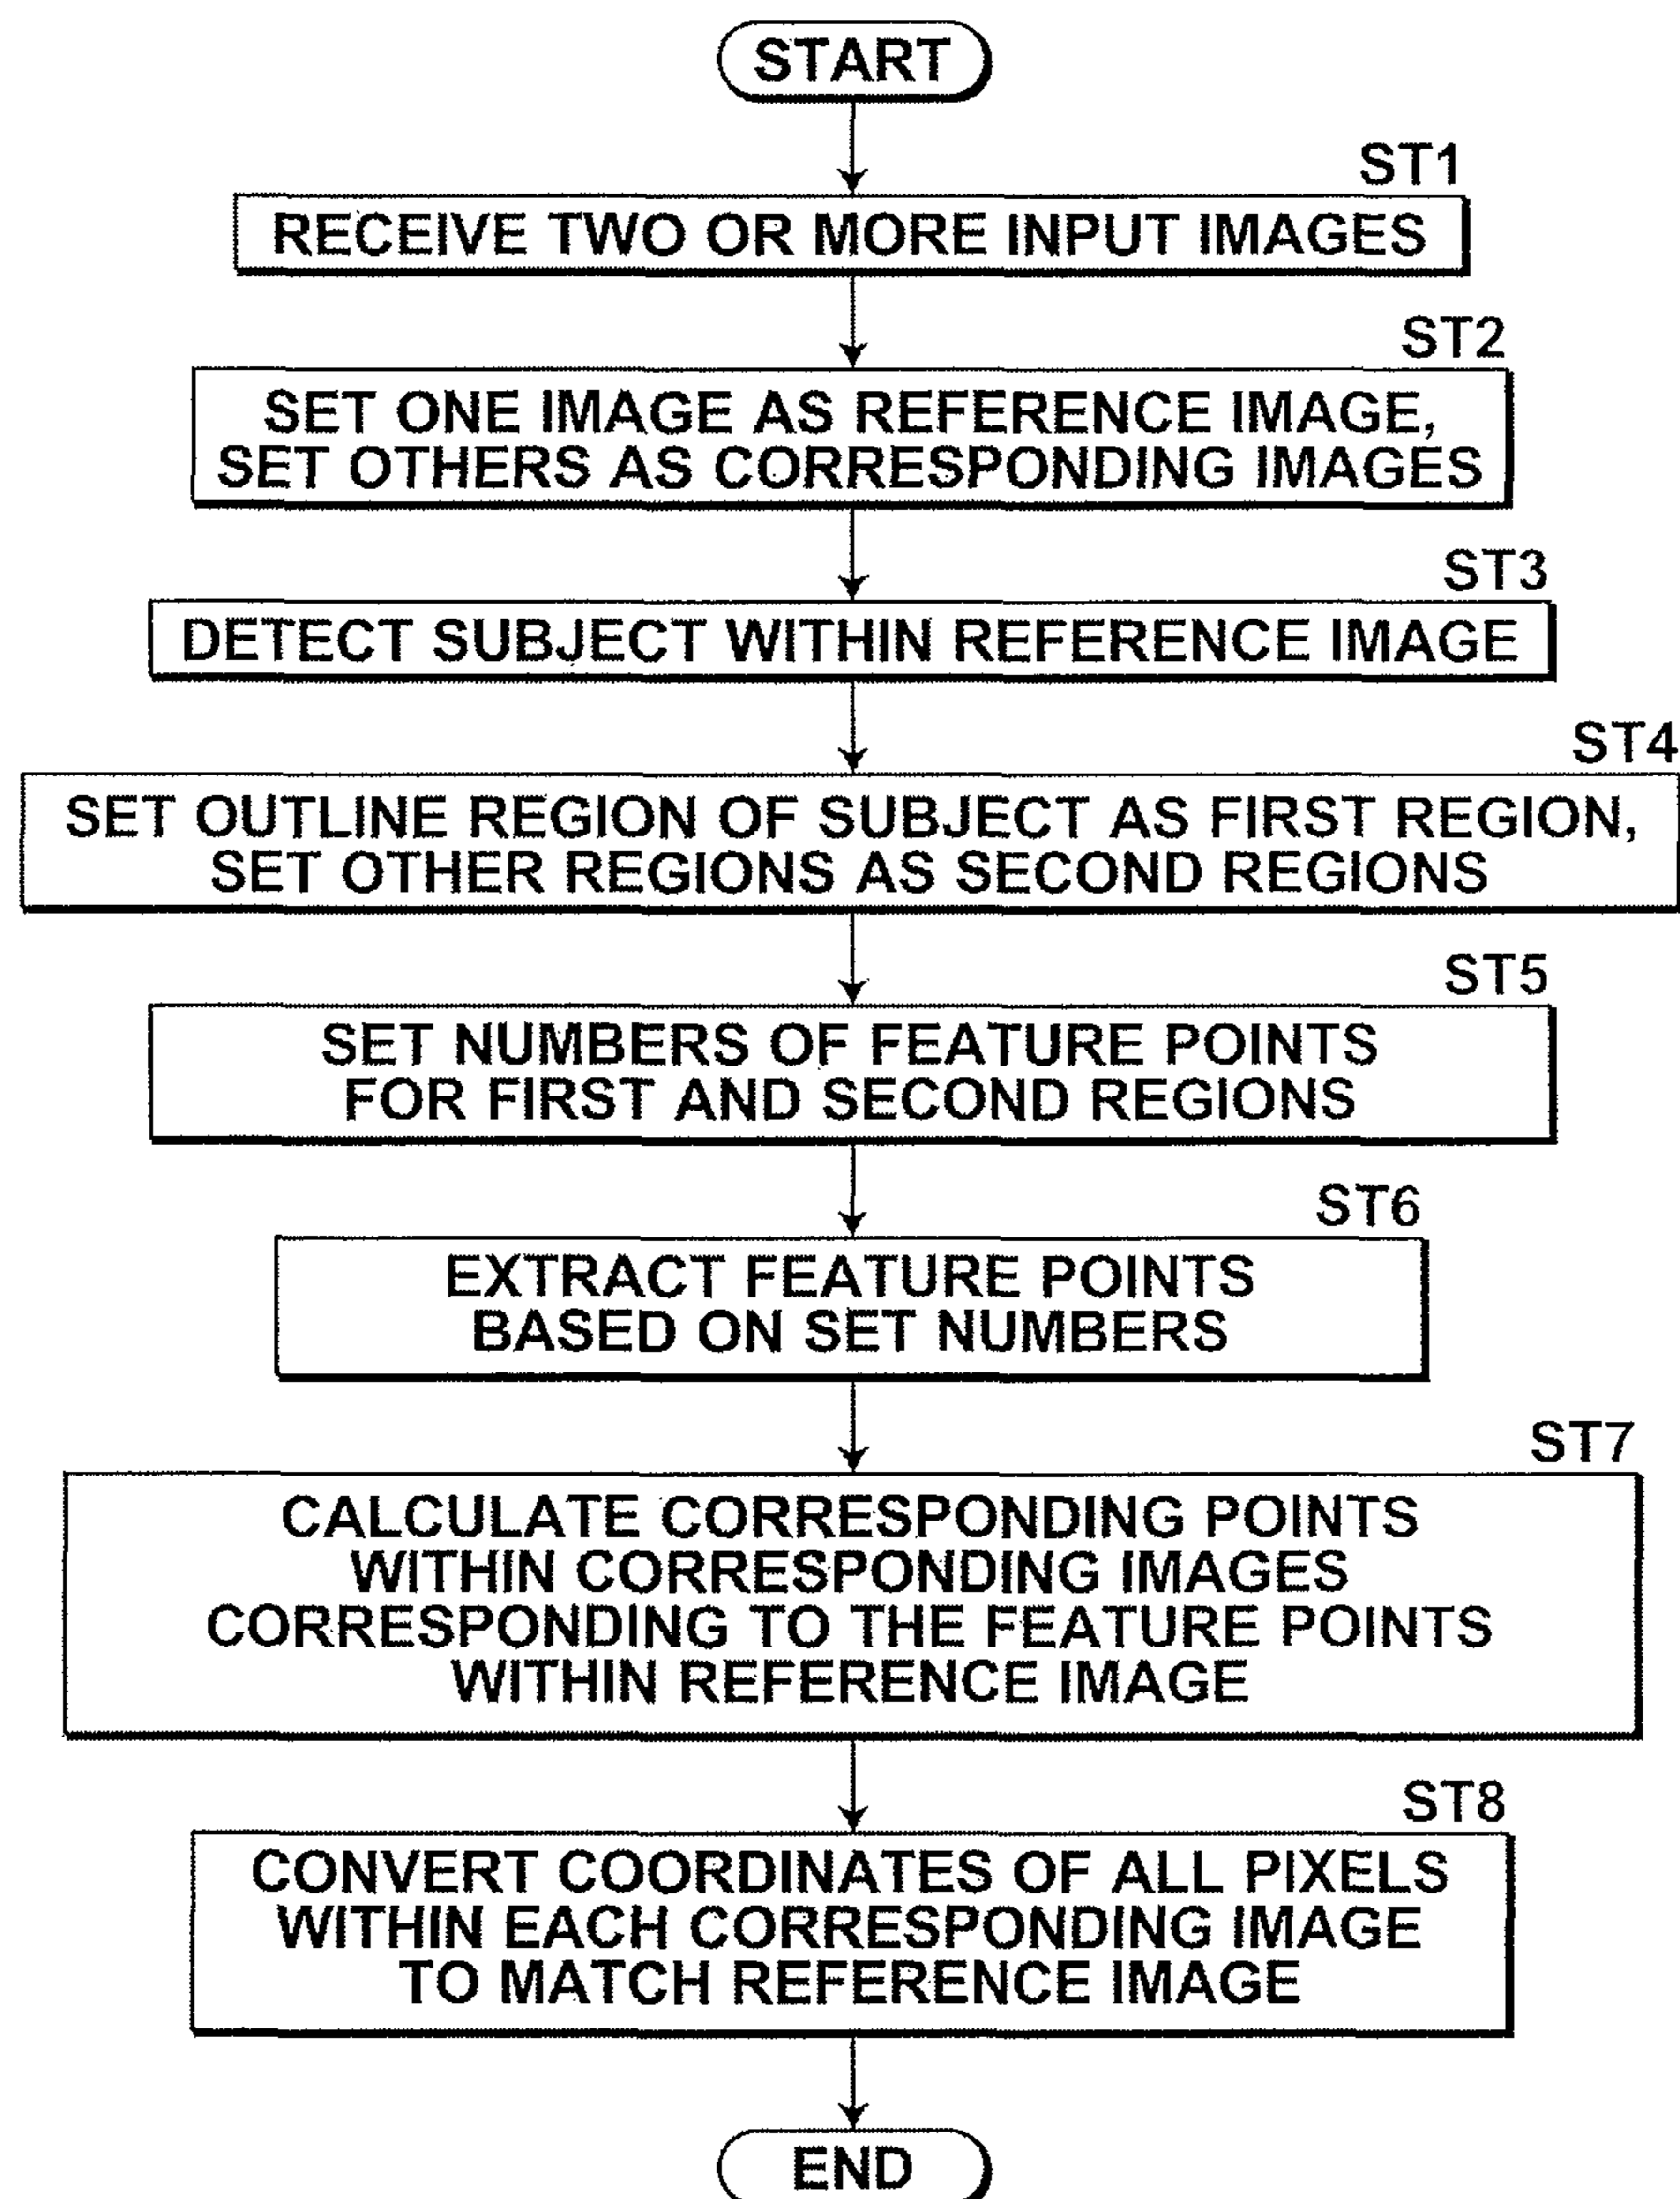 START
ST1
RECEIVE TWO OR MORE INPUT IMAGES
ST2
SET ONE IMAGE AS REFERENCE IMAGE,
SET OTHERS AS CORRESPONDING IMAGES
ST3
DETECT SUBJECT WITHIN REFERENCE IMAGE
ST4
SET OUTLINE REGION OF SUBJECT AS FIRST REGION,
SET OTHER REGIONS AS SECOND REGIONS
ST5
SET NUMBERS OF FEATURE POINTS
FOR FIRST AND SECOND REGIONS
ST6
EXTRACT FEATURE POINTS
BASED ON SET NUMBERS
ST7
CALCULATE CORRESPONDING POINTS
WITHIN CORRESPONDING IMAGES
CORRESPONDING TO THE FEATURE POINTS
WITHIN REFERENCE IMAGE
ST8
CONVERT COORDINATES OF ALL PIXELS
WITHIN EACH CORRESPONDING IMAGE
TO MATCH REFERENCE IMAGE
END